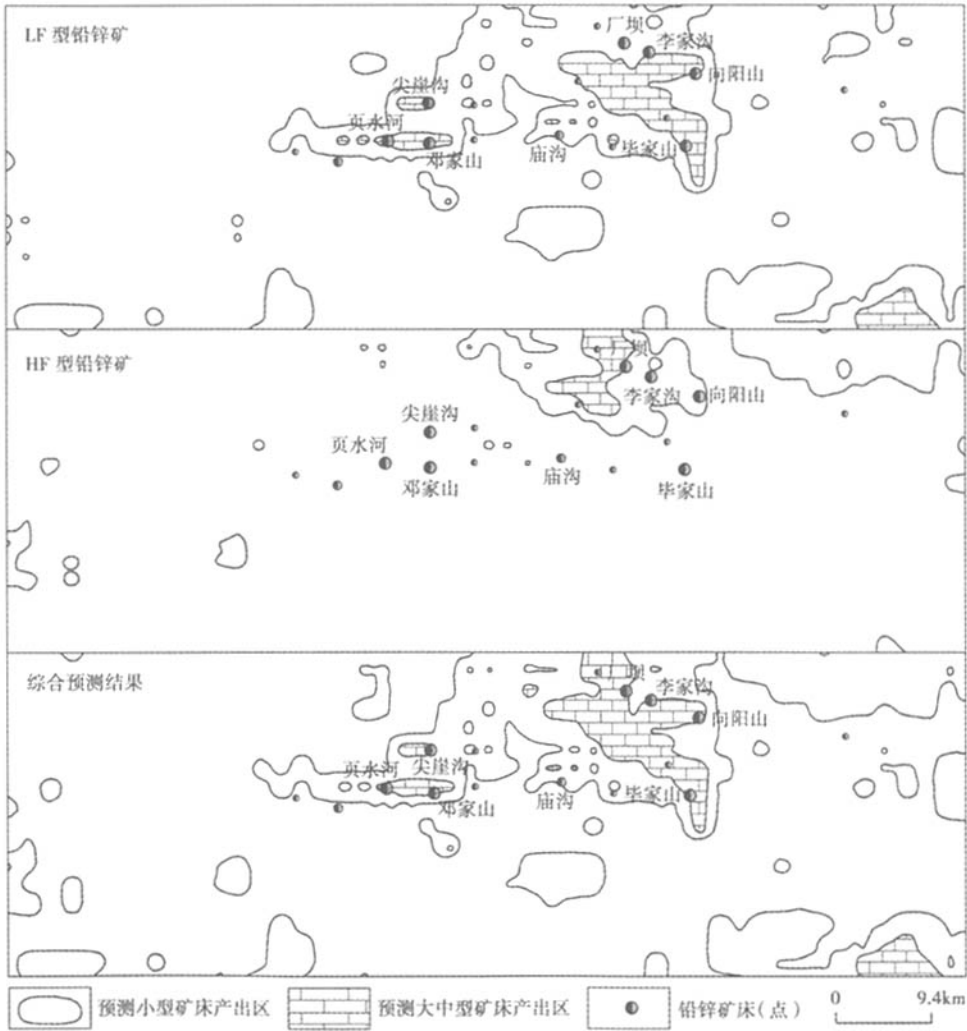 LF 型铅锌矿
厂坝
李家沟
向阳山
尖崖沟
页水河
邓家山
庙沟
毕家山
HF 型铅锌矿
厂坝
李家沟
向阳山
尖崖沟
页水河
邓家山
庙沟
毕家山
综合预测结果
厂坝
李家沟
向阳山
页水河
尖崖沟
邓家山
庙沟
毕家山
预测小型矿床产出区
预测大中型矿床产出区
铅锌矿床(点)
0 9.4km